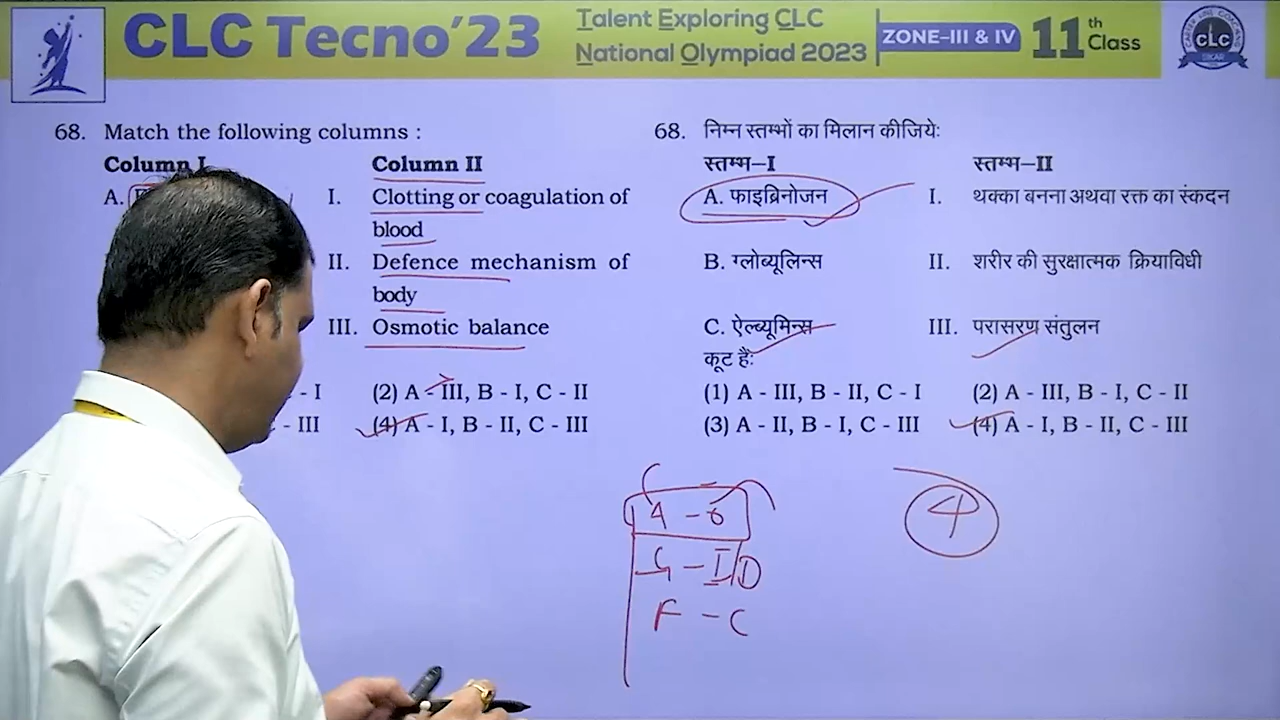 CLC Tecno'23
Talent Exploring CLC
National Olympiad 2023
ZONE-III & IV
11th Class
CLC
68. Match the following columns :
Column I
Column II
A.
I. Clotting or coagulation of
blood
II. Defence mechanism of
body
III. Osmotic balance
- I
(2) A - III, B - I, C - II
- III
(4) A - I, B - II, C - III
68. निम्न स्तम्भों का मिलान कीजियेः
स्तम्भ-I
स्तम्भ-II
A. फाइब्रिनोजन
I. थक्का बनना अथवा रक्त का स्कंदन
B. ग्लोब्यूलिन्स
II. शरीर की सुरक्षात्मक क्रियाविधी
C. ऐल्ब्यूमिन्स
III. परासरण संतुलन
कूट हैंः
(1) A - III, B - II, C - I
(2) A - III, B - I, C - II
(3) A - II, B - I, C - III
(4) A - I, B - II, C - III
4
F - C